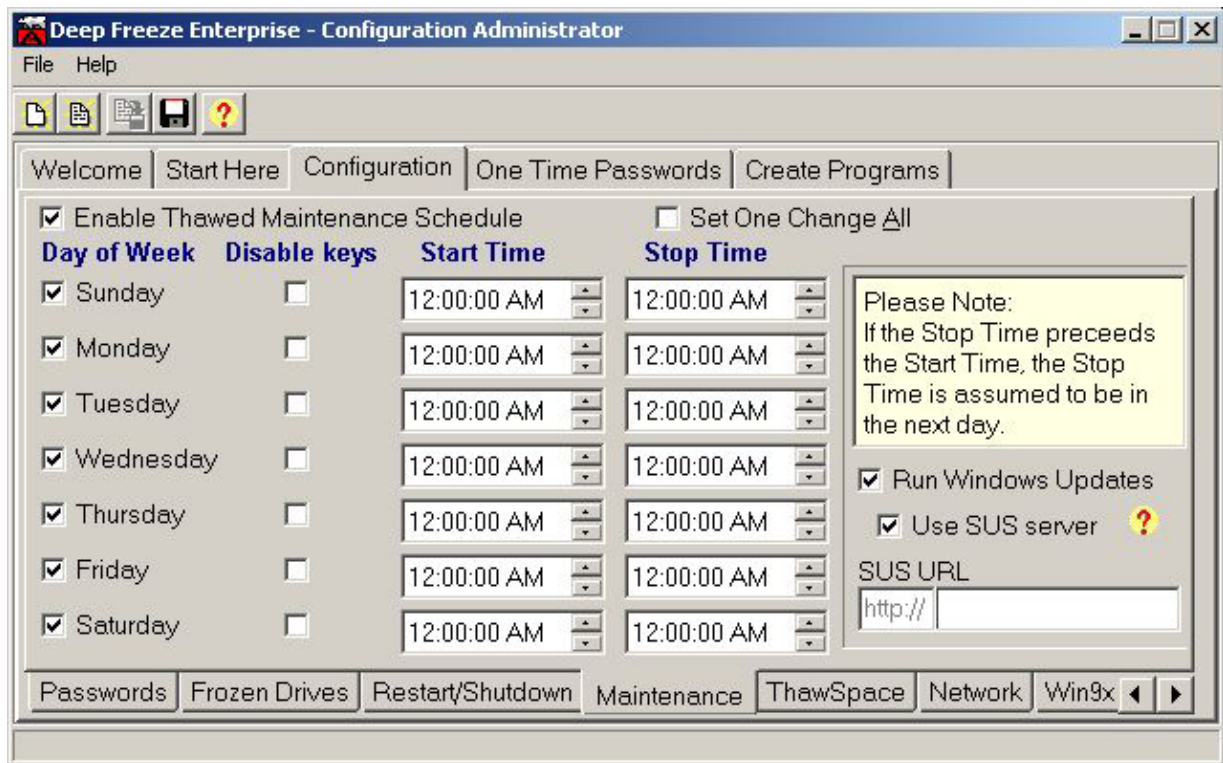 Deep Freeze Enterprise - Configuration Administrator
File Help
Welcome Start Here Configuration One Time Passwords Create Programs
Enable Thawed Maintenance Schedule Set One Change All
Day of Week Disable keys Start Time Stop Time
Sunday 12:00:00 AM 12:00:00 AM
Monday 12:00:00 AM 12:00:00 AM
Tuesday 12:00:00 AM 12:00:00 AM
Wednesday 12:00:00 AM 12:00:00 AM
Thursday 12:00:00 AM 12:00:00 AM
Friday 12:00:00 AM 12:00:00 AM
Saturday 12:00:00 AM 12:00:00 AM
Please Note:
If the Stop Time preceeds
the Start Time, the Stop
Time is assumed to be in
the next day.
Run Windows Updates
Use SUS server ?
SUS URL
http://
Passwords Frozen Drives Restart/Shutdown Maintenance ThawSpace Network Win9x